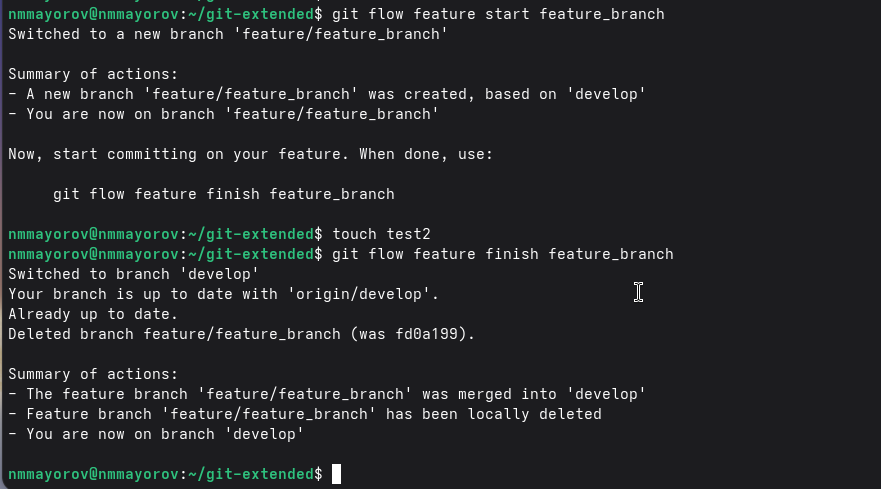 nmmayorov@nmmayorov:~/git-extended$ git flow feature start feature_branch
Switched to a new branch 'feature/feature_branch'
Summary of actions:
- A new branch 'feature/feature_branch' was created, based on 'develop'
- You are now on branch 'feature/feature_branch'
Now, start committing on your feature. When done, use:
git flow feature finish feature_branch
nmmayorov@nmmayorov:~/git-extended$ touch test2
nmmayorov@nmmayorov:~/git-extended$ git flow feature finish feature_branch
Switched to branch 'develop'
Your branch is up to date with 'origin/develop'.
Already up to date.
Deleted branch feature/feature_branch (was fd0a199).
Summary of actions:
- The feature branch 'feature/feature_branch' was merged into 'develop'
- Feature branch 'feature/feature_branch' has been locally deleted
- You are now on branch 'develop'
nmmayorov@nmmayorov:~/git-extended$